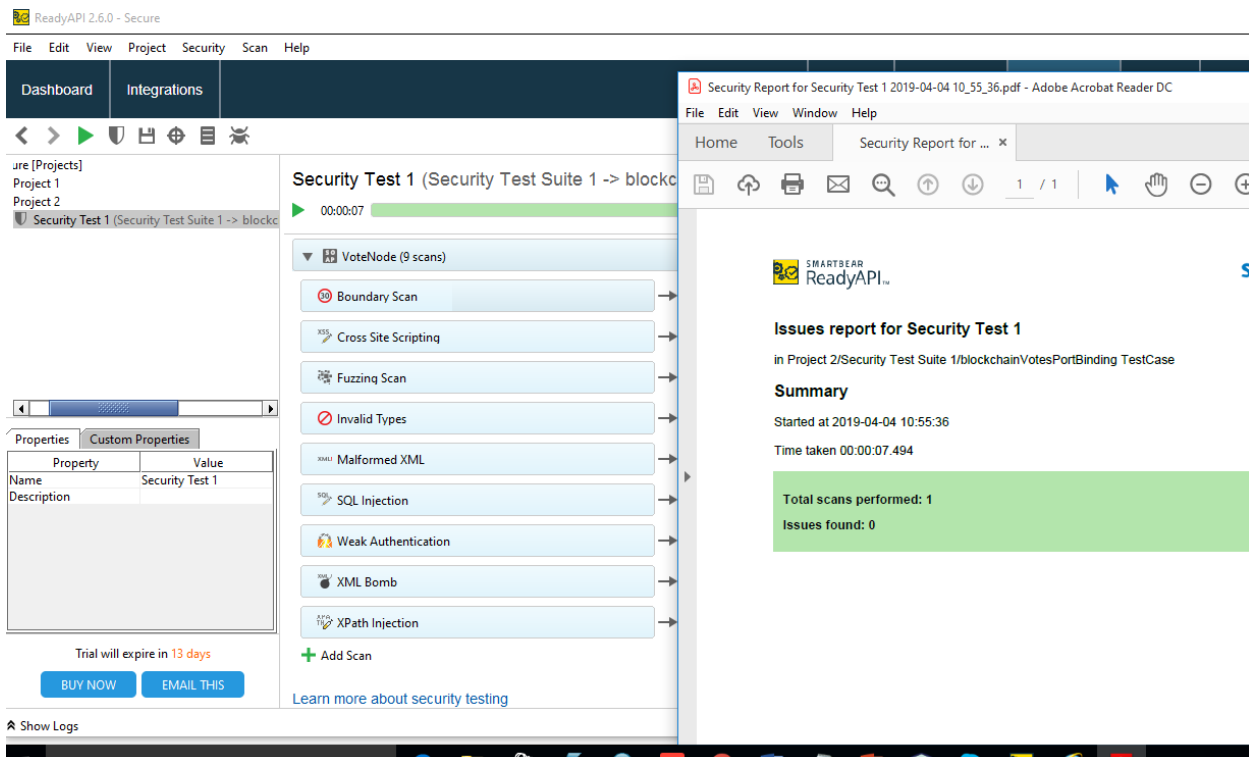 ReadyAPI 2.6.0 - Secure
File Edit View Project Security Scan Help
Dashboard Integrations
ure [Projects]
Project 1
Project 2
Security Test 1 (Security Test Suite 1 -> blockc
Properties Custom Properties
Property Value
Name Security Test 1
Description
Trial will expire in 13 days
BUY NOW EMAIL THIS
Show Logs
Security Test 1 (Security Test Suite 1 -> blockc
00:00:07
VoteNode (9 scans)
30 Boundary Scan
XSS Cross Site Scripting
Fuzzing Scan
Invalid Types
XML Malformed XML
SQL SQL Injection
Weak Authentication
XML XML Bomb
XPath Injection
Add Scan
Learn more about security testing
Security Report for Security Test 1 2019-04-04 10_55_36.pdf - Adobe Acrobat Reader DC
File Edit View Window Help
Home Tools Security Report for ... ×
1 / 1
SMARTBEAR
ReadyAPI™
S
Issues report for Security Test 1
in Project 2/Security Test Suite 1/blockchainVotesPortBinding TestCase
Summary
Started at 2019-04-04 10:55:36
Time taken 00:00:07.494
Total scans performed: 1
Issues found: 0